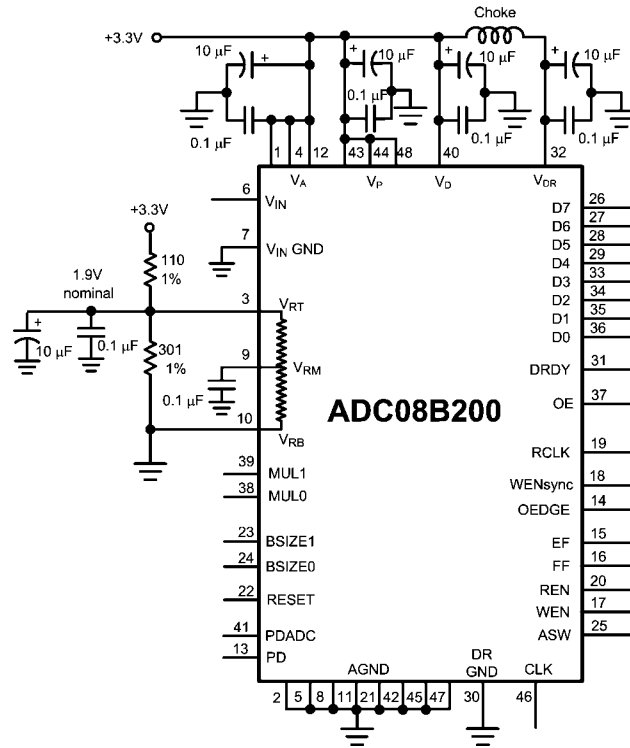 Choke
+3.3V
10 µF + + 10 µF + 10 µF + 10 µF
0.1 µF
0.1 µF 0.1 µF 0.1 µF
1 4 12 43 44 48 40 32
VA VP VD VDR
6 VIN
+3.3V
7 VIN GND
110
1%
1.9V
nominal
3 VRT
+
10 µF 0.1 µF
301
1%
9 VRM
0.1 µF
10 VRB
ADC08B200
39 MUL1
38 MUL0
23 BSIZE1
24 BSIZE0
22 RESET
41 PDADC
13 PD
D7 26
D6 27
D5 28
D4 29
D3 33
D2 34
D1 35
D0 36
DRDY 31
OE 37
RCLK 19
WENsync 18
OEDGE 14
EF 15
FF 16
REN 20
WEN 17
ASW 25
AGND
DR
GND
CLK
2 5 8 11 21 42 45 47 30 46